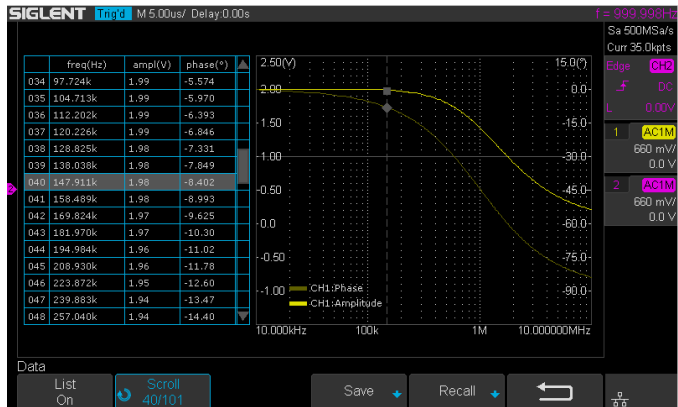 SIGLENT Trig'd M 5.00us/ Delay:0.00s f = 999.998Hz
Sa 500MSa/s
Curr 35.0kpts
Edge CH2
DC
L 0.00V
1 AC1M
660 mV/
0.0 V
2 AC1M
660 mV/
0.0 V
freq(Hz) ampl(V) phase(°)
034 97.724k 1.99 -5.574
035 104.713k 1.99 -5.970
036 112.202k 1.99 -6.393
037 120.226k 1.99 -6.846
038 128.825k 1.98 -7.331
039 138.038k 1.98 -7.849
040 147.911k 1.98 -8.402
041 158.489k 1.98 -8.993
042 169.824k 1.97 -9.625
043 181.970k 1.97 -10.30
044 194.984k 1.96 -11.02
045 208.930k 1.96 -11.78
046 223.872k 1.95 -12.60
047 239.883k 1.94 -13.47
048 257.040k 1.94 -14.40
2.50(V) 15.0(°)
2.00 0.0
1.50 -15.0
1.00 -30.0
0.50 -45.0
0.0 -60.0
-0.50 -75.0
-1.00 -90.0
CH1:Phase
CH1:Amplitude
10.000kHz 100k 1M 10.000000MHz
2
Data
List Scroll Save Recall
On 40/101